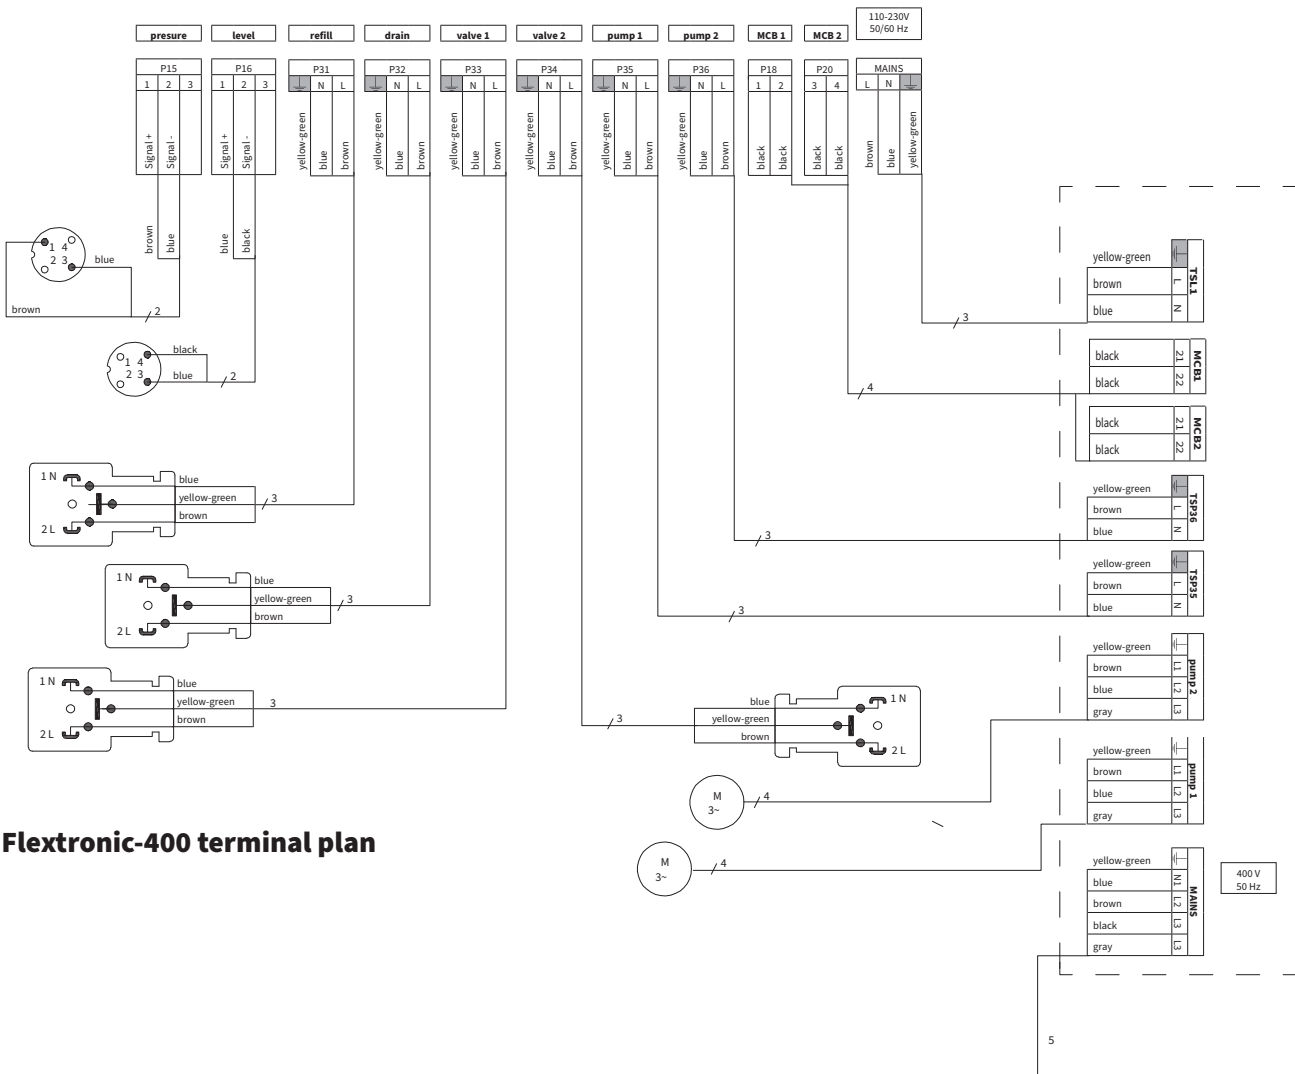 110-230V
50/60 Hz
presure level refill drain valve 1 valve 2 pump 1 pump 2 MCB 1 MCB 2
P15 P16 P31 P32 P33 P34 P35 P36 P18 P20 MAINS
1 2 3 1 2 3 N L N L N L N L N L N L 1 2 3 4 L N
Signal + Signal - Signal + Signal - yellow-green blue brown yellow-green blue brown yellow-green blue brown yellow-green blue brown yellow-green blue brown yellow-green blue brown black black black black brown blue yellow-green
brown blue blue black
1 4
2 3
blue
brown
2
1 4
2 3
black
blue
2
yellow-green
brown L
blue N
TSL1
3
black 21
black 22
MCB1
4
black 21
black 22
MCB2
1 N
2 L
blue
yellow-green
brown
3
yellow-green
brown L
blue N
TSP36
3
1 N
2 L
blue
yellow-green
brown
3
yellow-green
brown L
blue N
TSP35
3
1 N
2 L
blue
yellow-green
brown
3
3
blue
yellow-green
brown
1 N
2 L
yellow-green
brown L1
blue L2
gray L3
pump 2
M
3~
4
yellow-green
brown L1
blue L2
gray L3
pump 1
M
3~
4
Flextronic-400 terminal plan
yellow-green
blue N1
brown L2
black L3
gray L3
MAINS
400 V
50 Hz
5